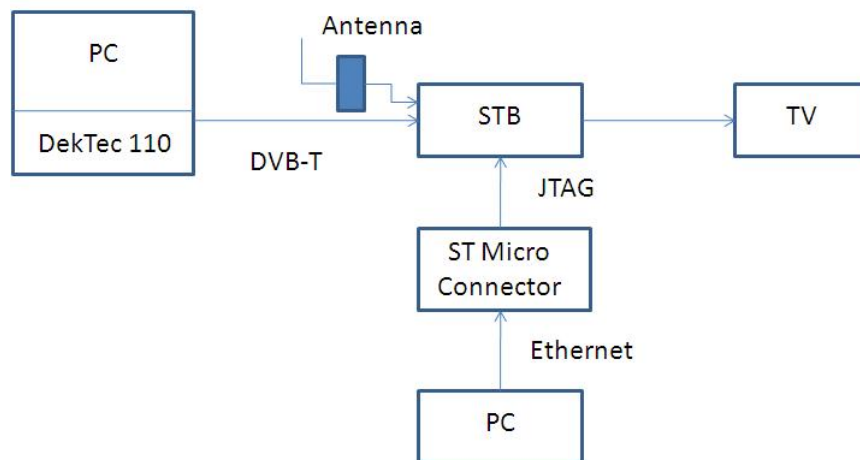 Antenna
PC
DekTec 110
STB
TV
DVB-T
JTAG
ST Micro
Connector
Ethernet
PC